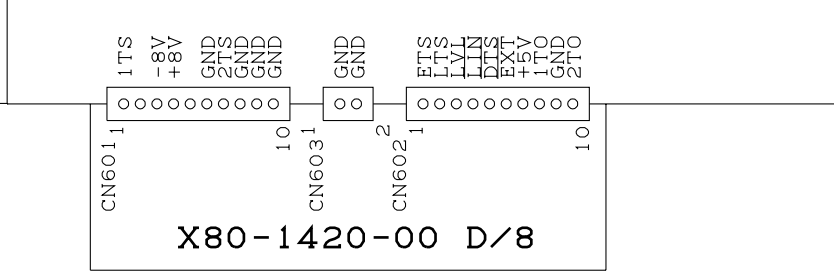 1TS
-8V
+8V
GND
2TS
GND
GND
GND
GND
GND
ETS
LTS
LVL
LIN
DTS
EXT
+5V
1TO
GND
2TO
CN601
1
10
CN603
1
2
CN602
1
10
X80-1420-00 D/8